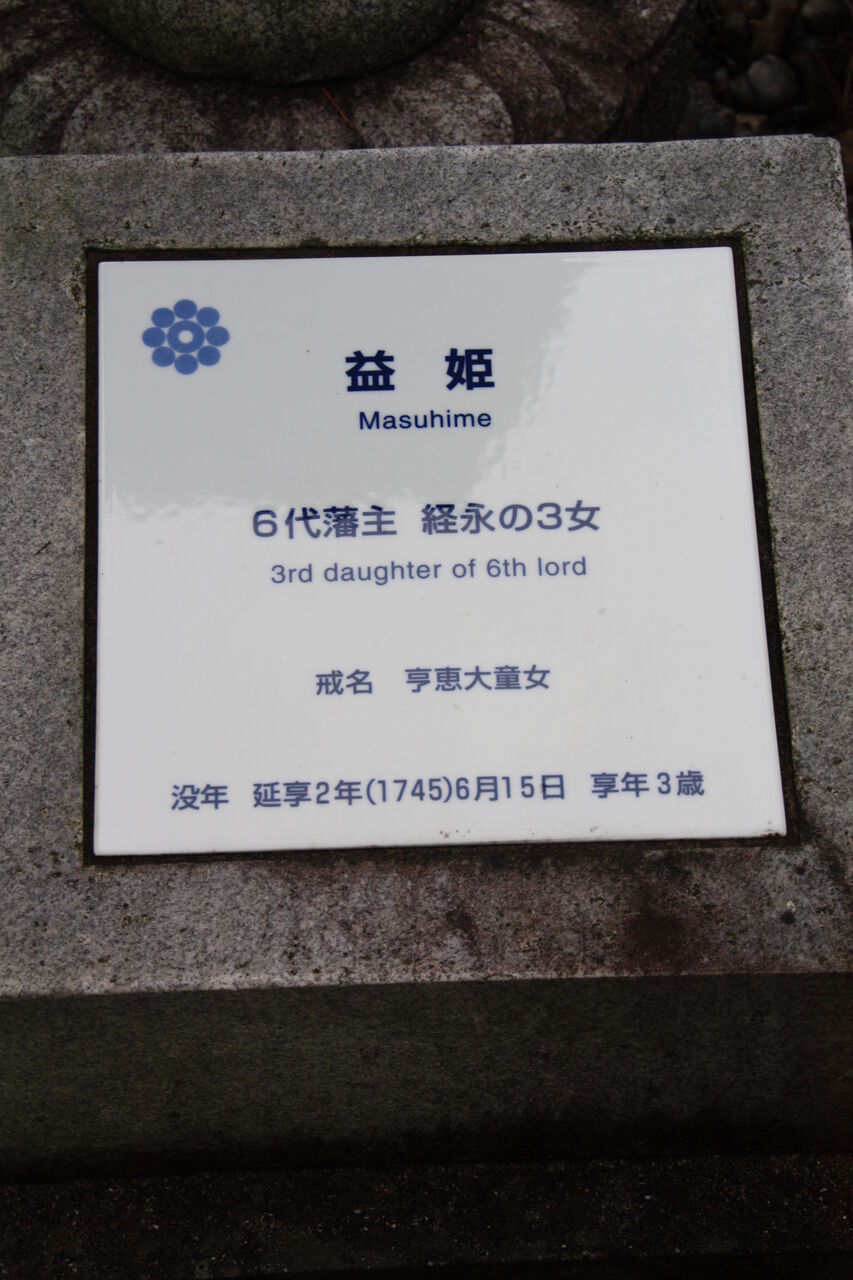 益 姫
Masuhime
6代藩主 経永の3女
3rd daughter of 6th lord
戒名 亨恵大童女
没年 延享2年(1745)6月15日 享年3歳